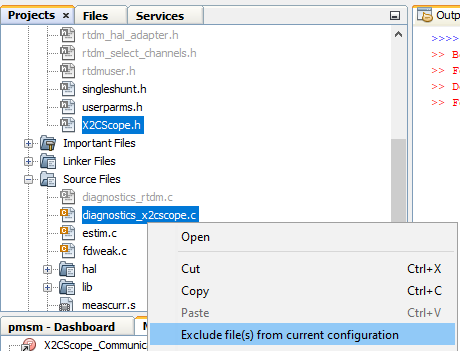 Projects x Files Services
Outp
rtdm_hal_adapter.h
rtdm_select_channels.h
rtdmuser.h
singleshunt.h
userparms.h
X2CScope.h
Important Files
Linker Files
Source Files
diagnostics_rtdm.c
diagnostics_x2cscope.c
estim.c
fdweak.c
hal
lib
meascurr.s
>>>>
>> B
>> F
>> D
>> F
Open
Cut Ctrl+X
Copy Ctrl+C
Paste Ctrl+V
Exclude file(s) from current configuration
pmsm - Dashboard
X2CScope_Communic